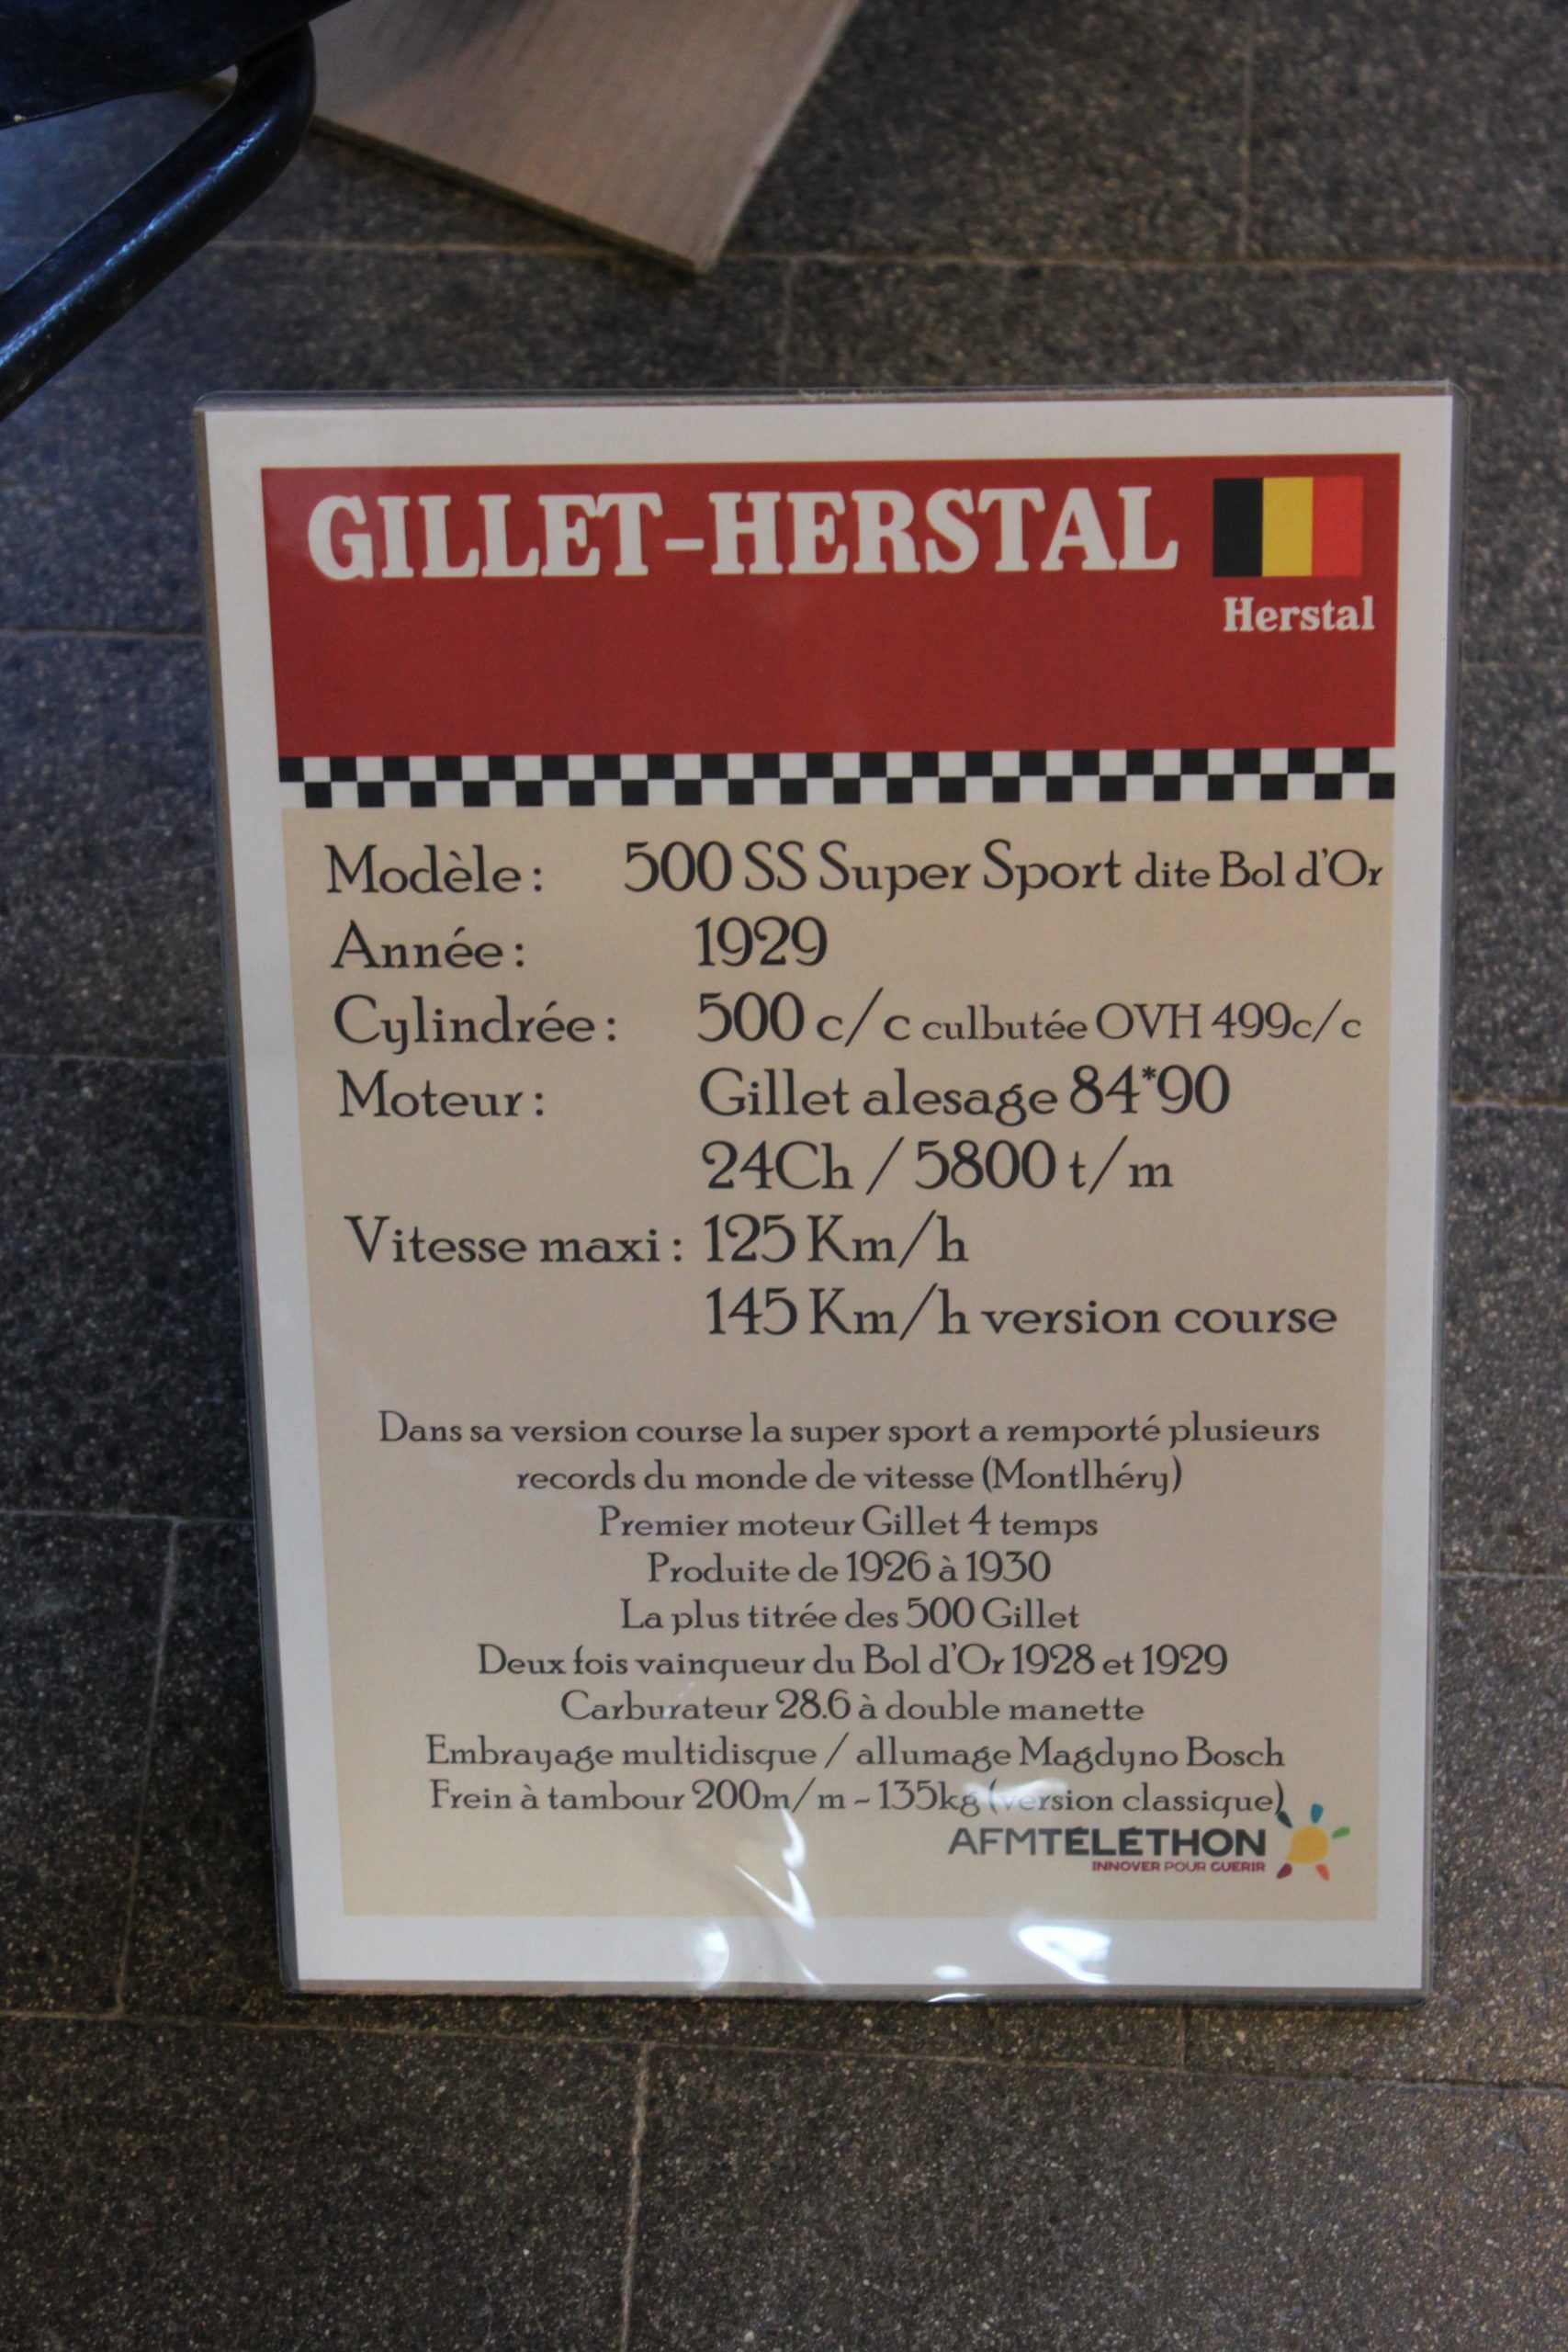 GILLET-HERSTAL
Herstal
Modèle : 500 SS Super Sport dite Bol d'Or
Année : 1929
Cylindrée : 500 c/c culbutée OVH 499c/c
Moteur : Gillet alesage 84*90
24Ch / 5800 t/m
Vitesse maxi : 125 Km/h
145 Km/h version course
Dans sa version course la super sport a remporté plusieurs
records du monde de vitesse (Montlhéry)
Premier moteur Gillet 4 temps
Produite de 1926 à 1930
La plus titrée des 500 Gillet
Deux fois vainqueur du Bol d'Or 1928 et 1929
Carburateur 28.6 à double manette
Embrayage multidisque / allumage Magdyno Bosch
Frein à tambour 200m/m - 135kg (version classique)
AFMTÉLÉTHON
INNOVER POUR GUÉRIR